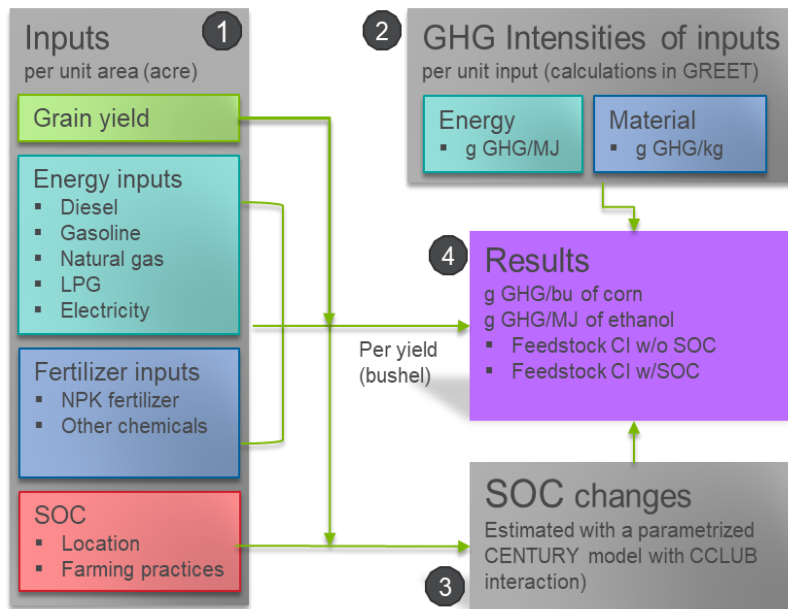 Inputs
1
per unit area (acre)
Grain yield
Energy inputs
▪ Diesel
▪ Gasoline
▪ Natural gas
▪ LPG
▪ Electricity
Fertilizer inputs
▪ NPK fertilizer
▪ Other chemicals
SOC
▪ Location
▪ Farming practices
2
GHG Intensities of inputs
per unit input (calculations in GREET)
Energy
▪ g GHG/MJ
Material
▪ g GHG/kg
Per yield
(bushel)
4
Results
g GHG/bu of corn
g GHG/MJ of ethanol
▪ Feedstock CI w/o SOC
▪ Feedstock CI w/SOC
SOC changes
Estimated with a parametrized
CENTURY model with CCLUB
interaction)
3